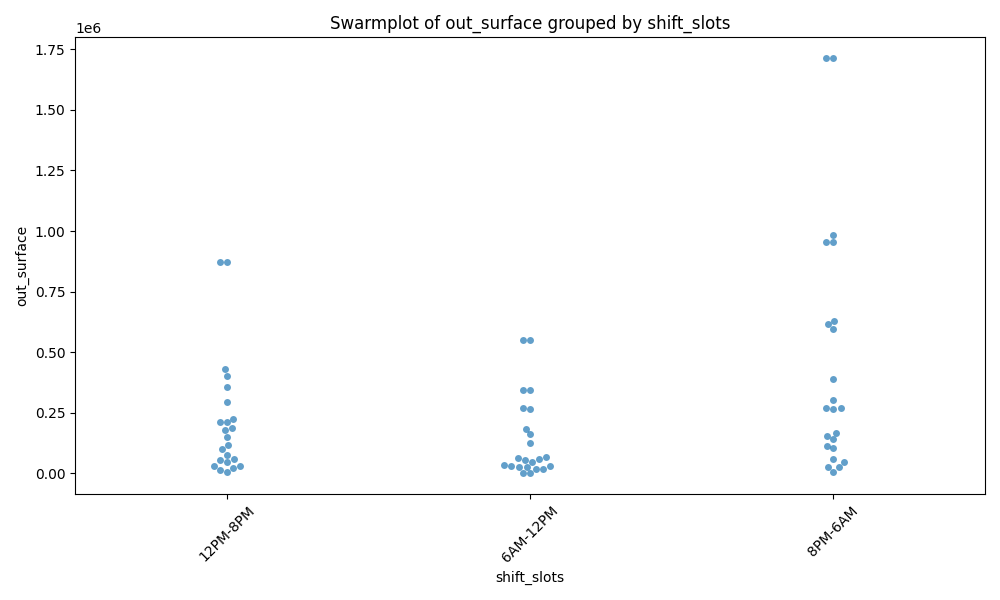 Swarmplot of out_surface grouped by shift_slots
1e6
1.75
1.50
1.25
1.00
0.75
0.50
0.25
0.00
out_surface
12PM-8PM
6AM-12PM
8PM-6AM
shift_slots